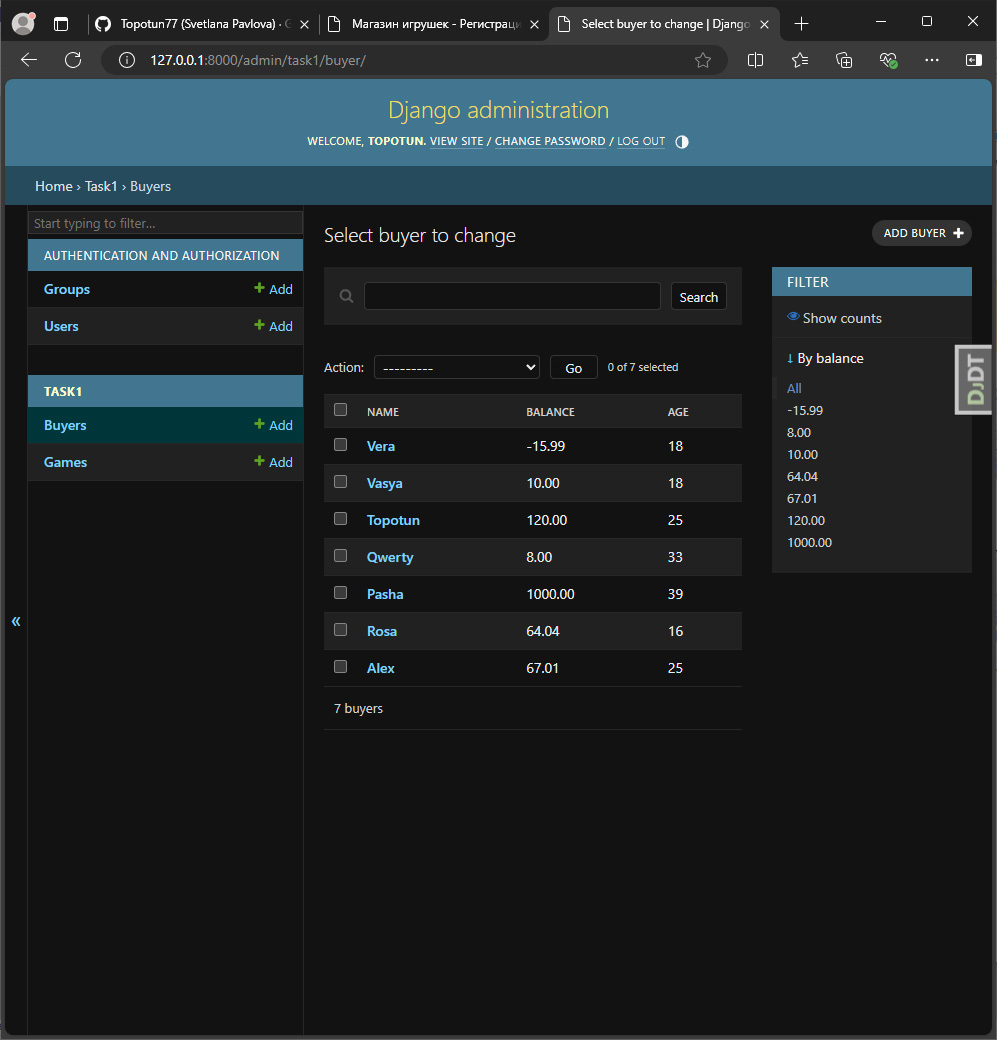 Topotun77 (Svetlana Pavlova) · G
Магазин игрушек - Регистраци
Select buyer to change | Django
127.0.0.1:8000/admin/task1/buyer/
Django administration
WELCOME, TOPOTUN. VIEW SITE / CHANGE PASSWORD / LOG OUT
Home › Task1 › Buyers
Start typing to filter...
AUTHENTICATION AND AUTHORIZATION
Groups Add
Users Add
TASK1
Buyers Add
Games Add
«
Select buyer to change
ADD BUYER
Search
Action: --------- Go 0 of 7 selected
NAME BALANCE AGE
Vera -15.99 18
Vasya 10.00 18
Topotun 120.00 25
Qwerty 8.00 33
Pasha 1000.00 39
Rosa 64.04 16
Alex 67.01 25
7 buyers
FILTER
Show counts
↓ By balance
All
-15.99
8.00
10.00
64.04
67.01
120.00
1000.00
DJDT